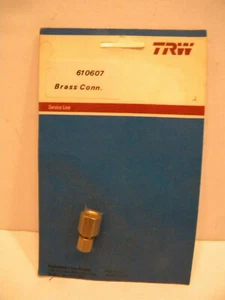 TRW
610607
Brass Conn.
Service Line